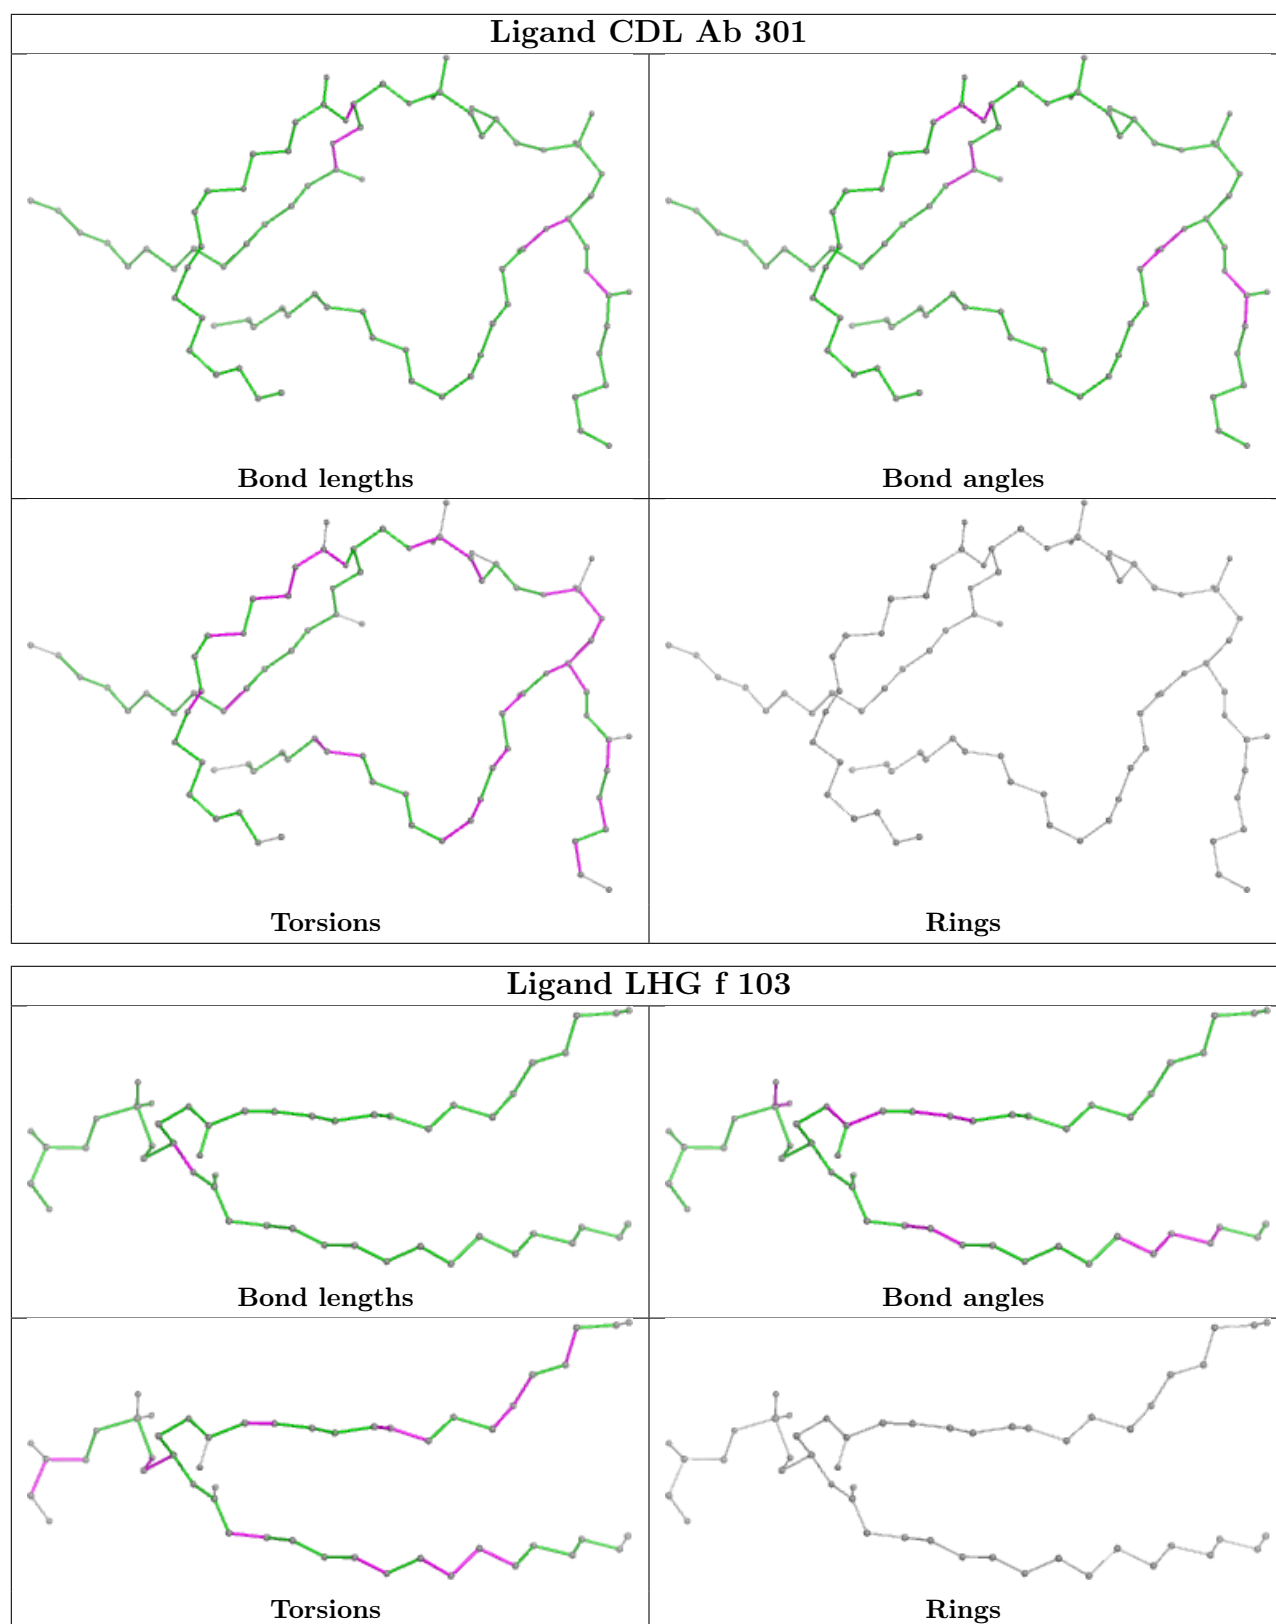 Ligand CDL Ab 301
Bond lengths
Bond angles
Torsions
Rings
Ligand LHG f 103
Bond lengths
Bond angles
Torsions
Rings